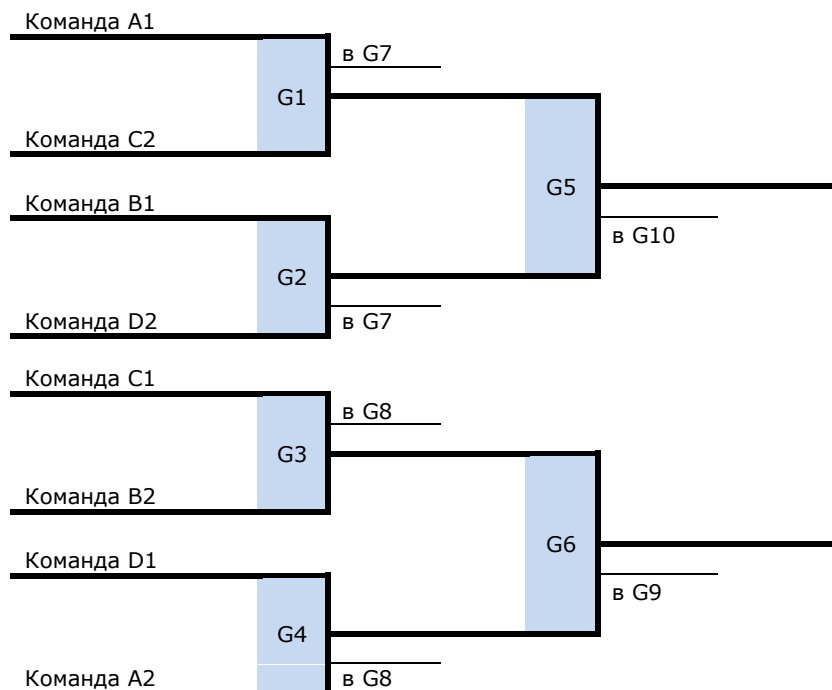 Команда A1
в G7
G1
Команда C2
G5
Команда B1
в G10
G2
Команда D2
в G7
Команда C1
в G8
G3
Команда B2
G6
Команда D1
в G9
G4
Команда A2
в G8